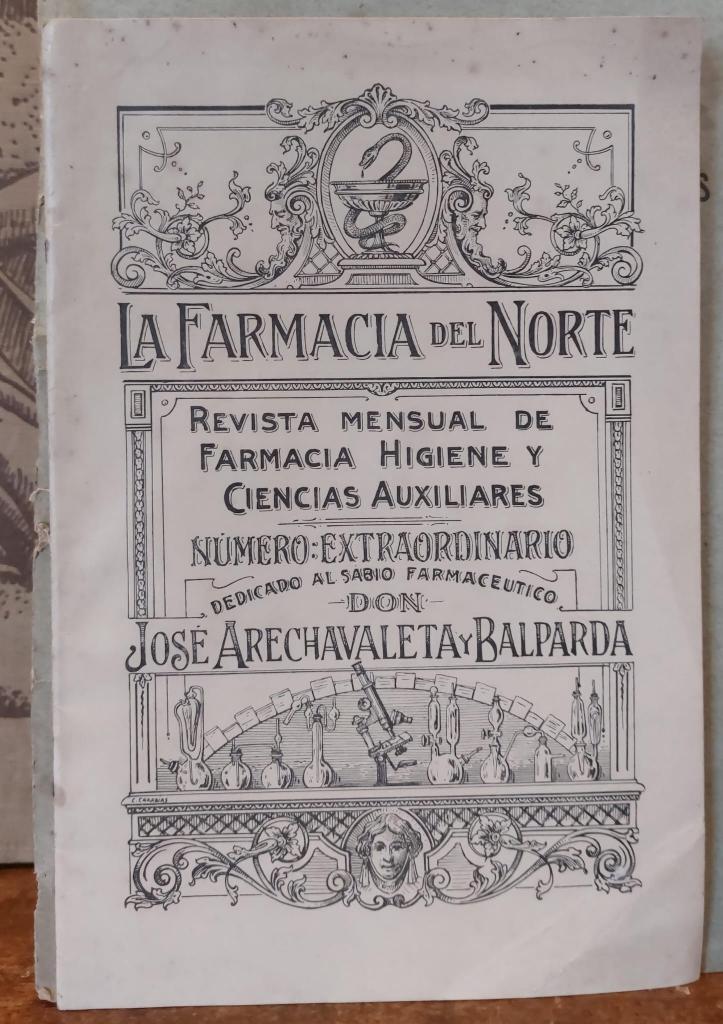 LA FARMACIA DEL NORTE
REVISTA MENSUAL DE
FARMACIA HIGIENE Y
CIENCIAS AUXILIARES
NÚMERO: EXTRAORDINARIO
DEDICADO AL SABIO FARMACEUTICO
DON
JOSÉ ARECHAVALETA Y BALPARDA
S